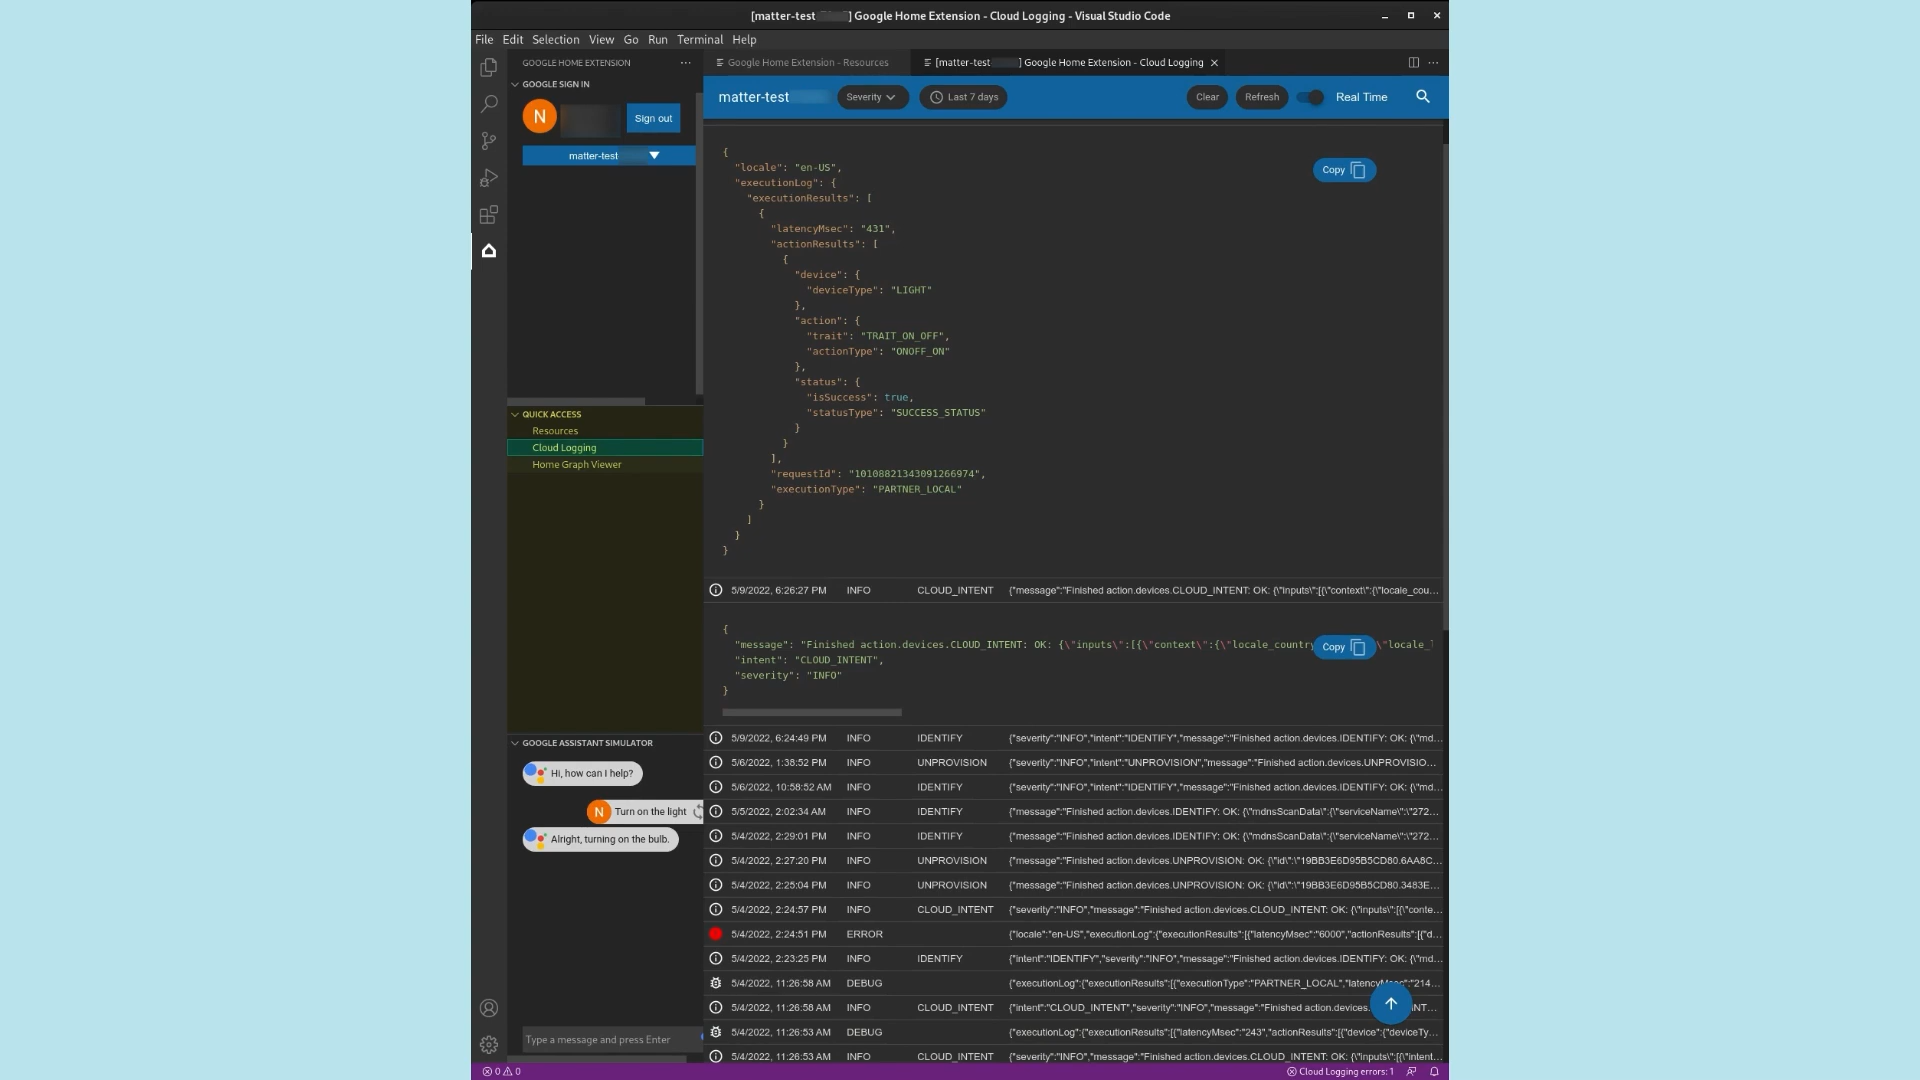 [matter-test ] Google Home Extension - Cloud Logging - Visual Studio Code
File Edit Selection View Go Run Terminal Help
GOOGLE HOME EXTENSION
GOOGLE SIGN IN
N
Sign out
matter-test
QUICK ACCESS
Resources
Cloud Logging
Home Graph Viewer
GOOGLE ASSISTANT SIMULATOR
Hi, how can I help?
N Turn on the light
Alright, turning on the bulb.
Type a message and press Enter
Google Home Extension - Resources
[matter-test ] Google Home Extension - Cloud Logging
matter-test Severity Last 7 days Clear Refresh Real Time
Copy
{
"locale": "en-US",
"executionLog": {
"executionResults": [
{
"latencyMsec": "431",
"actionResults": [
{
"device": {
"deviceType": "LIGHT"
},
"action": {
"trait": "TRAIT_ON_OFF",
"actionType": "ONOFF_ON"
},
"status": {
"isSuccess": true,
"statusType": "SUCCESS_STATUS"
}
}
],
"requestId": "10108821343091266974",
"executionType": "PARTNER_LOCAL"
}
]
}
}
5/9/2022, 6:26:27 PM INFO CLOUD_INTENT {"message":"Finished action.devices.CLOUD_INTENT: OK: {\"inputs\":[{\"context\":{\"locale_cou...
{
"message": "Finished action.devices.CLOUD_INTENT: OK: {\"inputs\":[{\"context\":{\"locale_country \"locale_l
Copy
"intent": "CLOUD_INTENT",
"severity": "INFO"
}
5/9/2022, 6:24:49 PM INFO IDENTIFY {"severity":"INFO","intent":"IDENTIFY","message":"Finished action.devices.IDENTIFY: OK: {\"md...
5/6/2022, 1:38:52 PM INFO UNPROVISION {"severity":"INFO","intent":"UNPROVISION","message":"Finished action.devices.UNPROVISIO...
5/6/2022, 10:58:52 AM INFO IDENTIFY {"severity":"INFO","intent":"IDENTIFY","message":"Finished action.devices.IDENTIFY: OK: {\"md...
5/5/2022, 2:02:34 AM INFO IDENTIFY {"message":"Finished action.devices.IDENTIFY: OK: {\"mdnsScanData\":{\"serviceName\":\"272...
5/4/2022, 2:29:01 PM INFO IDENTIFY {"message":"Finished action.devices.IDENTIFY: OK: {\"mdnsScanData\":{\"serviceName\":\"272...
5/4/2022, 2:27:20 PM INFO UNPROVISION {"message":"Finished action.devices.UNPROVISION: OK: {\"id\":\"19BB3E6D95B5CD80.6AA8C...
5/4/2022, 2:25:04 PM INFO UNPROVISION {"message":"Finished action.devices.UNPROVISION: OK: {\"id\":\"19BB3E6D95B5CD80.3483E...
5/4/2022, 2:24:57 PM INFO CLOUD_INTENT {"severity":"INFO","message":"Finished action.devices.CLOUD_INTENT: OK: {\"inputs\":[{\"conte...
5/4/2022, 2:24:51 PM ERROR {"locale":"en-US","executionLog":{"executionResults":[{"latencyMsec":"6000","actionResults":[{"d...
5/4/2022, 2:23:25 PM INFO IDENTIFY {"intent":"IDENTIFY","severity":"INFO","message":"Finished action.devices.IDENTIFY: OK: {\"md...
5/4/2022, 11:26:58 AM DEBUG {"executionLog":{"executionResults":[{"executionType":"PARTNER_LOCAL","latencyMsec":"214...
5/4/2022, 11:26:58 AM INFO CLOUD_INTENT {"intent":"CLOUD_INTENT","severity":"INFO","message":"Finished action.devices. NT...
5/4/2022, 11:26:53 AM DEBUG {"executionLog":{"executionResults":[{"latencyMsec":"243","actionResults":[{"device":{"deviceTy...
5/4/2022, 11:26:53 AM INFO CLOUD_INTENT {"severity":"INFO","message":"Finished action.devices.CLOUD_INTENT: OK: {\"inputs\":[{\"intent...
0 0 Cloud Logging errors: 1